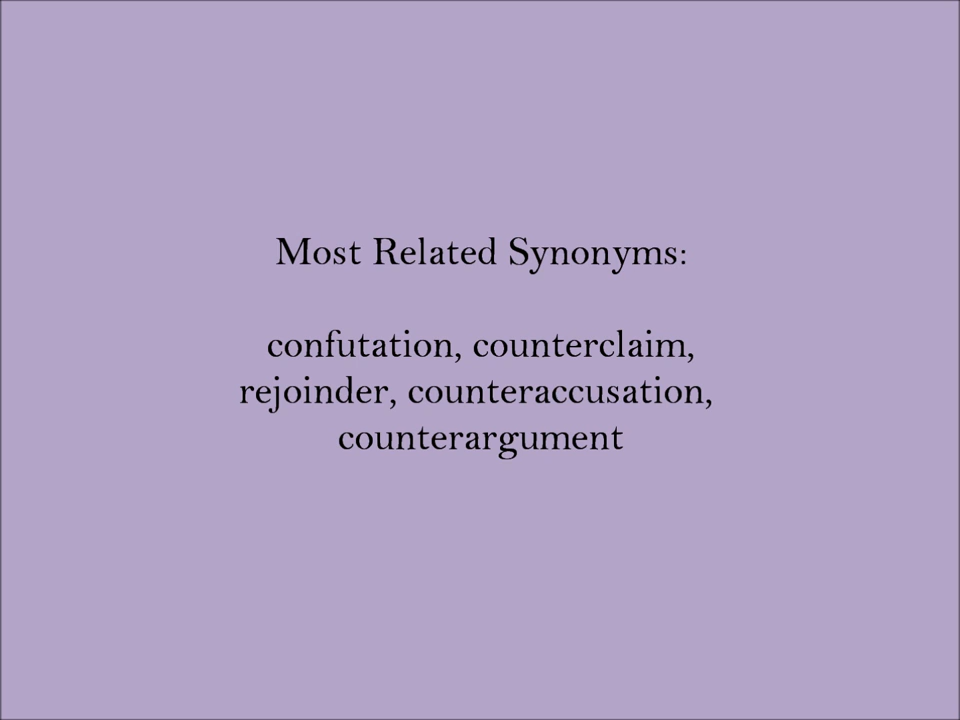 Most Related Synonyms:
confutation, counterclaim,
rejoinder, counteraccusation,
counterargument